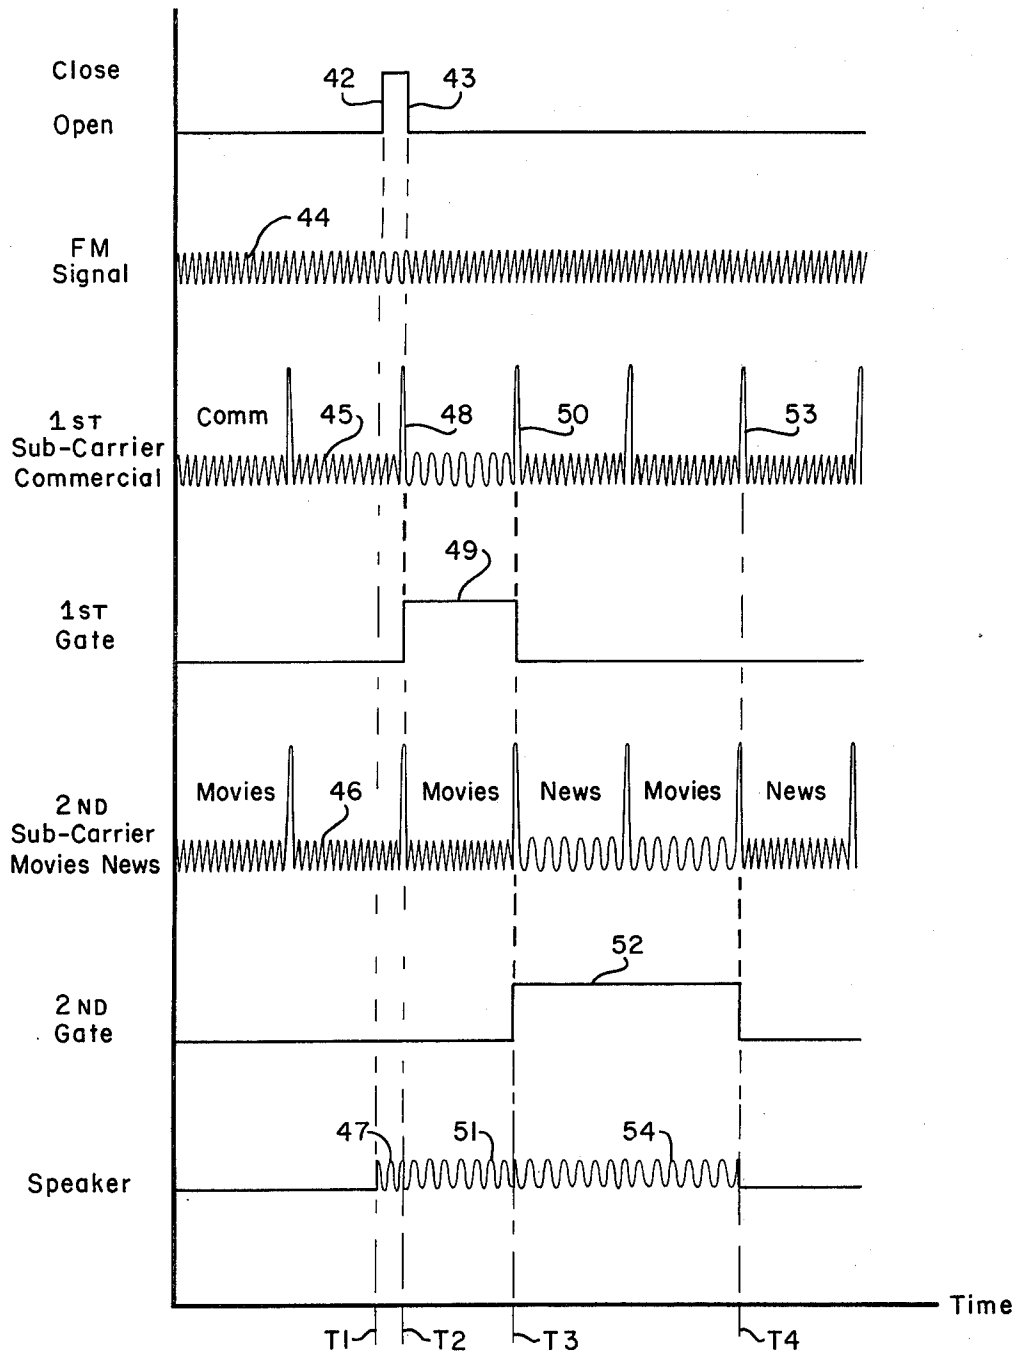 Close
42
43
Open
44
FM
Signal
Comm
45
48
50
53
1ST
Sub-Carrier
Commercial
49
1ST
Gate
Movies
46
Movies
News
Movies
News
2ND
Sub-Carrier
Movies News
52
2ND
Gate
47
51
54
Speaker
Time
T1
T2
T3
T4